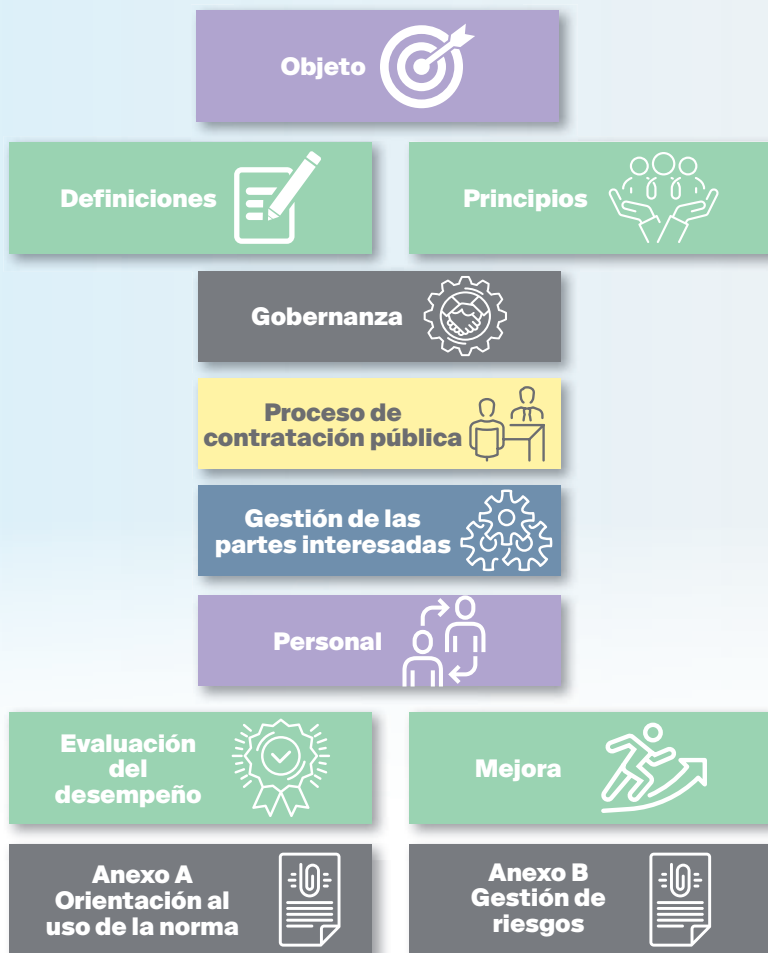 Objeto
Definiciones
Principios
Gobernanza
Proceso de
contratación pública
Gestión de las
partes interesadas
Personal
Evaluación
del
desempeño
Mejora
Anexo A
Orientación al
uso de la norma
Anexo B
Gestión de
riesgos